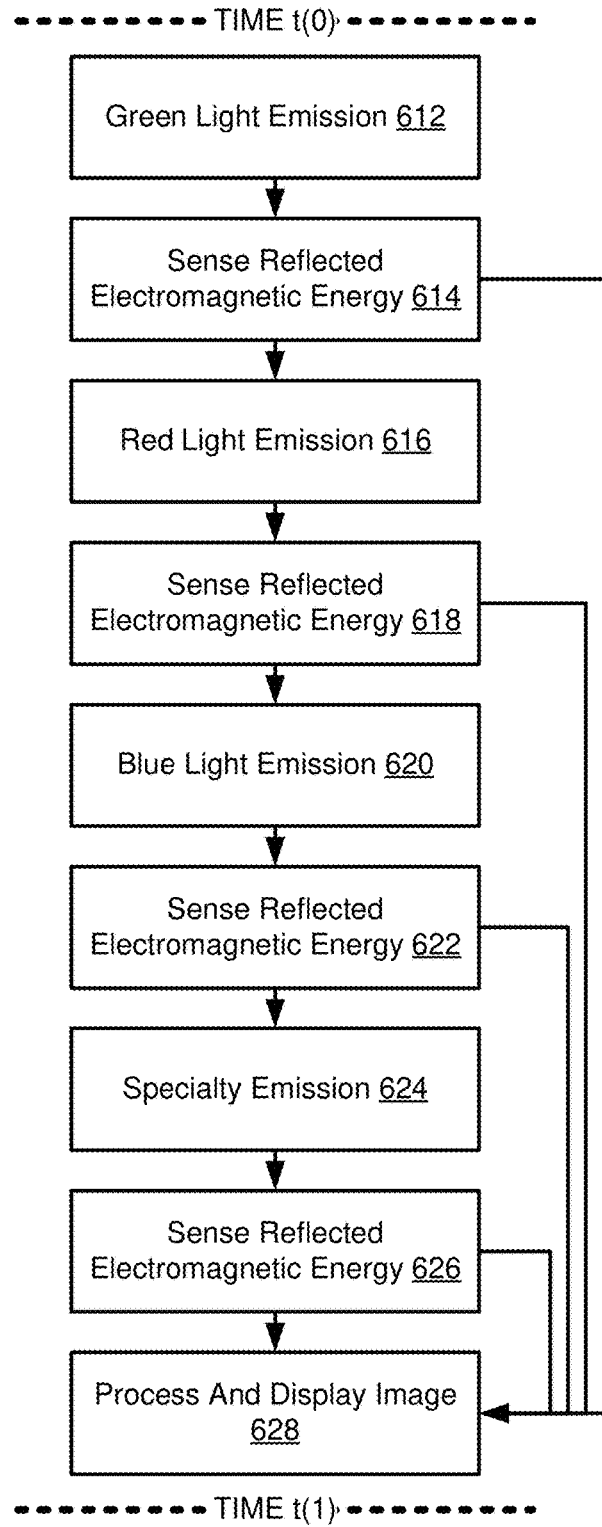 TIME t(0)
Green Light Emission 612
Sense Reflected
Electromagnetic Energy 614
Red Light Emission 616
Sense Reflected
Electromagnetic Energy 618
Blue Light Emission 620
Sense Reflected
Electromagnetic Energy 622
Specialty Emission 624
Sense Reflected
Electromagnetic Energy 626
Process And Display Image
628
TIME t(1)